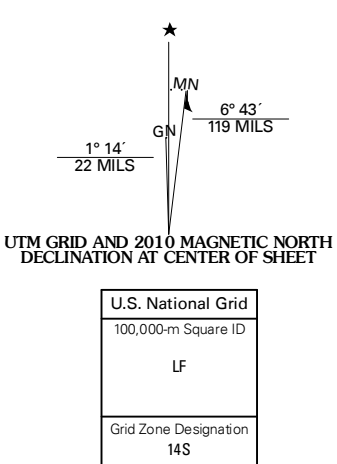 MN
6° 43´
119 MILS
GN
1° 14´
22 MILS
UTM GRID AND 2010 MAGNETIC NORTH
DECLINATION AT CENTER OF SHEET
U.S. National Grid
100,000-m Square ID
LF
Grid Zone Designation
14S